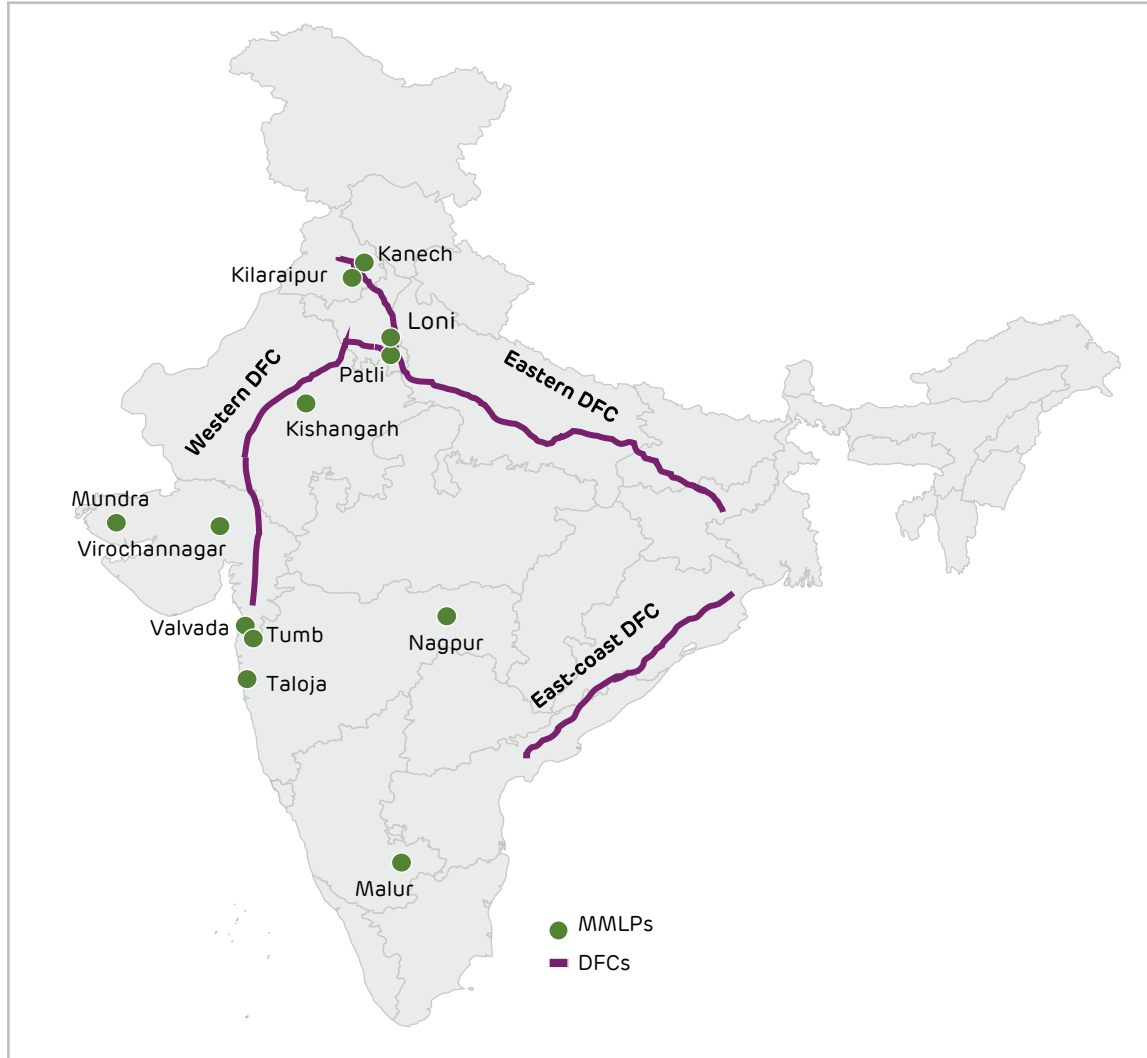 Kanech
Kilaraipur
Loni
Patli
Western DFC
Eastern DFC
Kishangarh
Mundra
Virochannagar
Valvada
Tumb
Nagpur
East-coast DFC
Taloja
Malur
MMLPs
DFCs